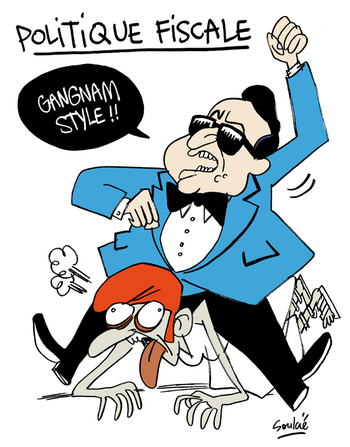 POLITIQUE FISCALE
GANGNAM
STYLE!!
Soulcié